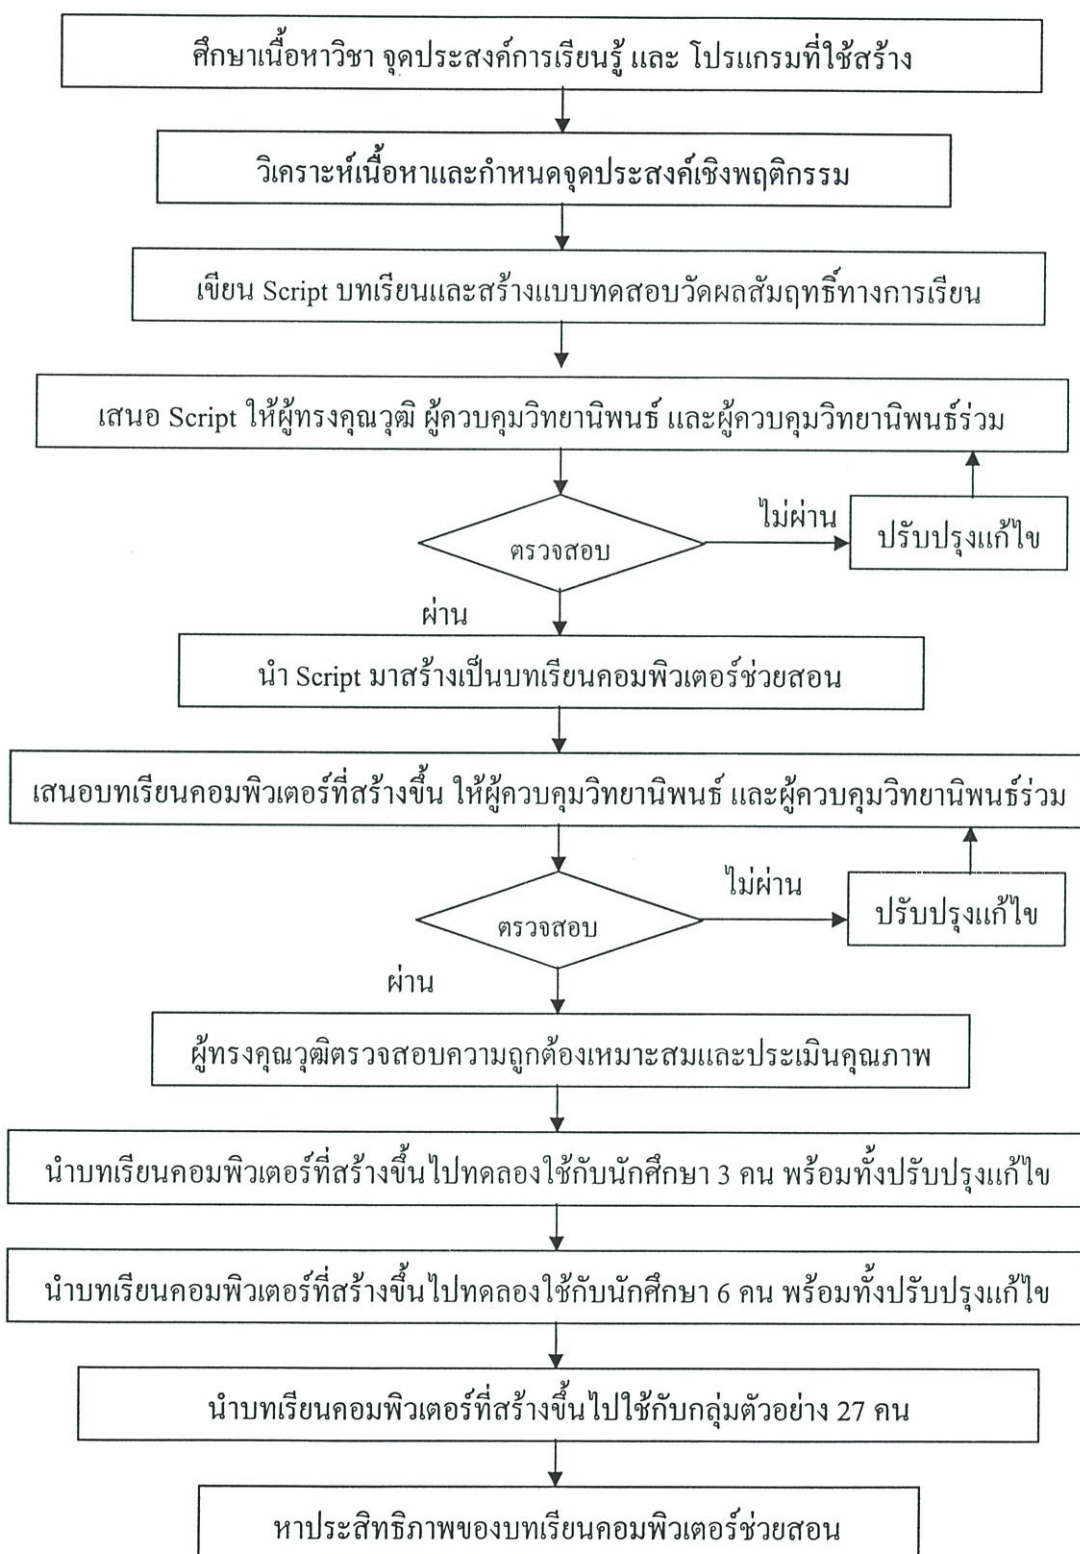 ศึกษาเนื้อหาวิชา จุดประสงค์การเรียนรู้ และ โปรแกรมที่ใช้สร้าง
วิเคราะห์เนื้อหาและกำหนดจุดประสงค์เชิงพฤติกรรม
เขียน Script บทเรียนและสร้างแบบทดสอบวัดผลสัมฤทธิ์ทางการเรียน
เสนอ Script ให้ผู้ทรงคุณวุฒิ ผู้ควบคุมวิทยานิพนธ์ และผู้ควบคุมวิทยานิพนธ์ร่วม
ตรวจสอบ
ไม่ผ่าน
ปรับปรุงแก้ไข
ผ่าน
นำ Script มาสร้างเป็นบทเรียนคอมพิวเตอร์ช่วยสอน
เสนอบทเรียนคอมพิวเตอร์ที่สร้างขึ้น ให้ผู้ควบคุมวิทยานิพนธ์ และผู้ควบคุมวิทยานิพนธ์ร่วม
ตรวจสอบ
ไม่ผ่าน
ปรับปรุงแก้ไข
ผ่าน
ผู้ทรงคุณวุฒิตรวจสอบความถูกต้องเหมาะสมและประเมินคุณภาพ
นำบทเรียนคอมพิวเตอร์ที่สร้างขึ้นไปทดลองใช้กับนักศึกษา 3 คน พร้อมทั้งปรับปรุงแก้ไข
นำบทเรียนคอมพิวเตอร์ที่สร้างขึ้นไปทดลองใช้กับนักศึกษา 6 คน พร้อมทั้งปรับปรุงแก้ไข
นำบทเรียนคอมพิวเตอร์ที่สร้างขึ้นไปใช้กับกลุ่มตัวอย่าง 27 คน
หาประสิทธิภาพของบทเรียนคอมพิวเตอร์ช่วยสอน